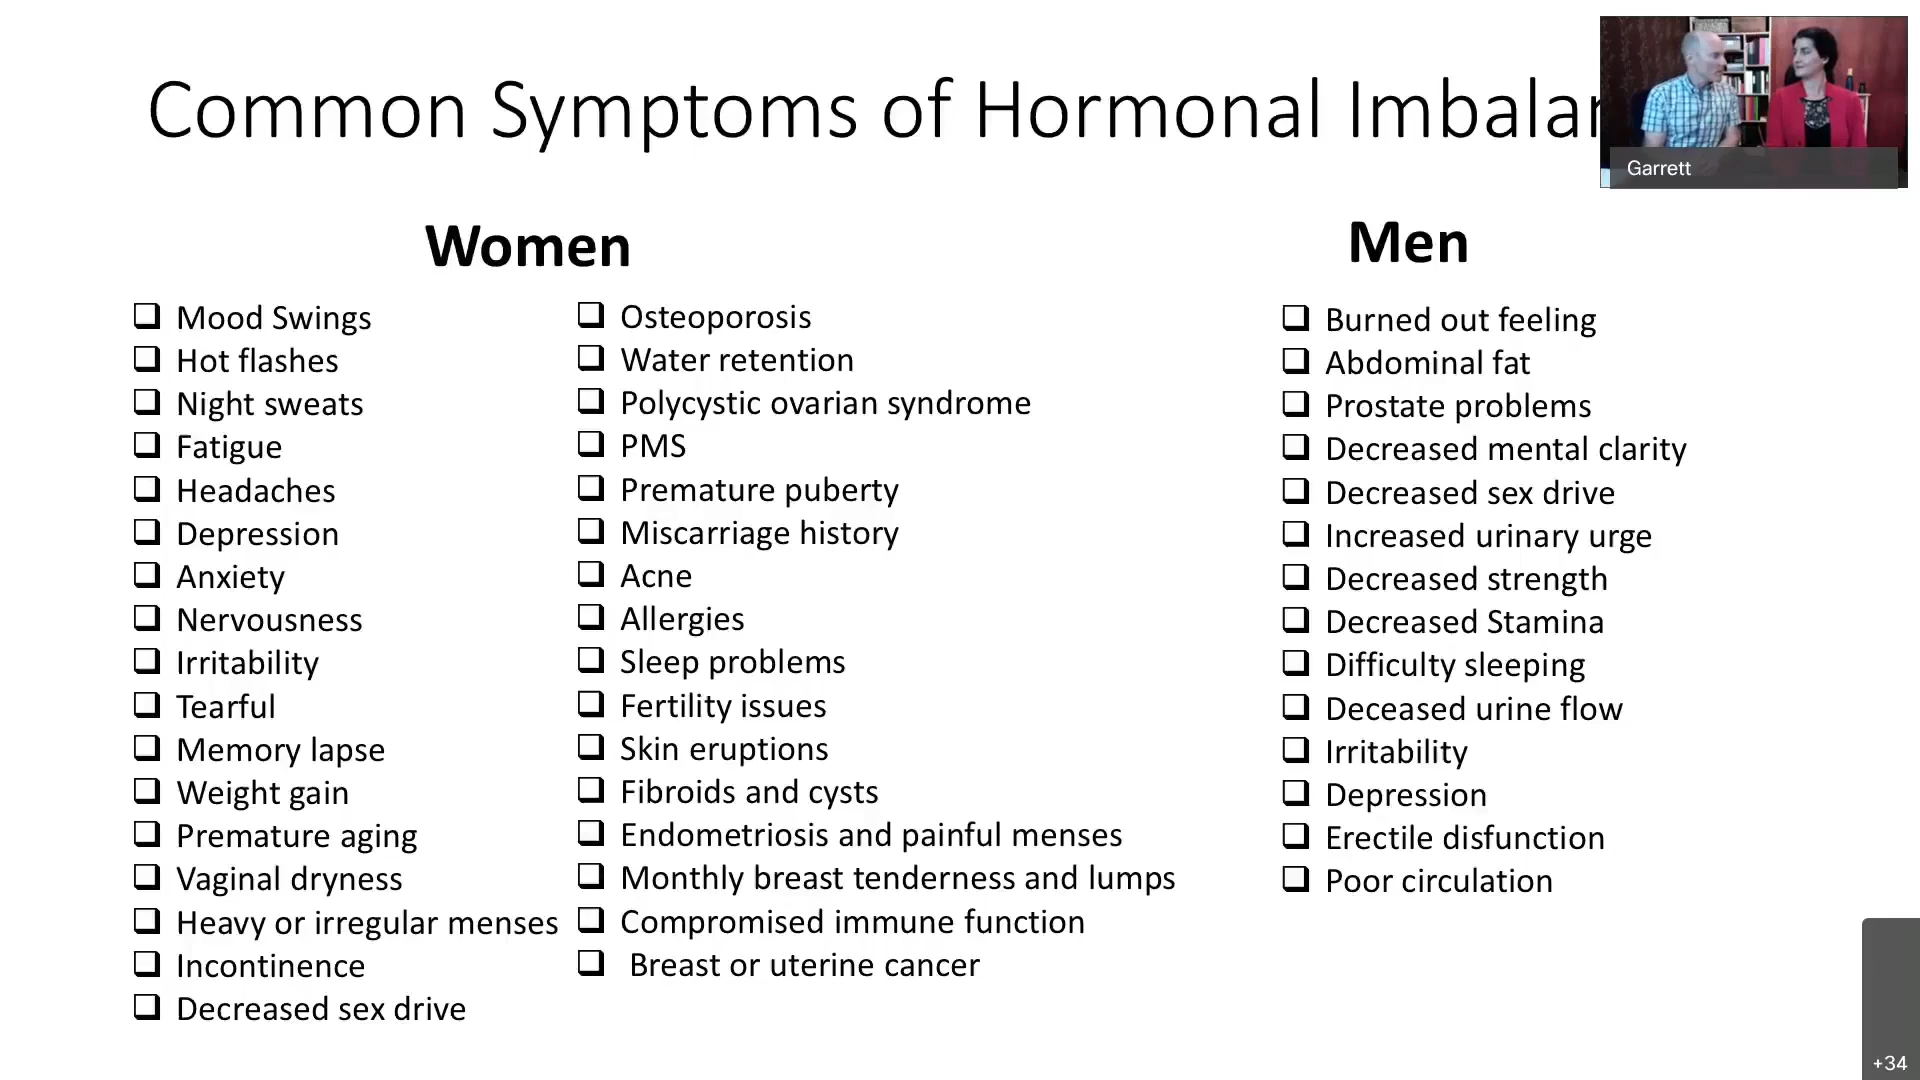 Common Symptoms of Hormonal Imbalan
Garrett
Women
Mood Swings
Hot flashes
Night sweats
Fatigue
Headaches
Depression
Anxiety
Nervousness
Irritability
Tearful
Memory lapse
Weight gain
Premature aging
Vaginal dryness
Heavy or irregular menses
Incontinence
Decreased sex drive
Osteoporosis
Water retention
Polycystic ovarian syndrome
PMS
Premature puberty
Miscarriage history
Acne
Allergies
Sleep problems
Fertility issues
Skin eruptions
Fibroids and cysts
Endometriosis and painful menses
Monthly breast tenderness and lumps
Compromised immune function
Breast or uterine cancer
Men
Burned out feeling
Abdominal fat
Prostate problems
Decreased mental clarity
Decreased sex drive
Increased urinary urge
Decreased strength
Decreased Stamina
Difficulty sleeping
Deceased urine flow
Irritability
Depression
Erectile disfunction
Poor circulation
+34